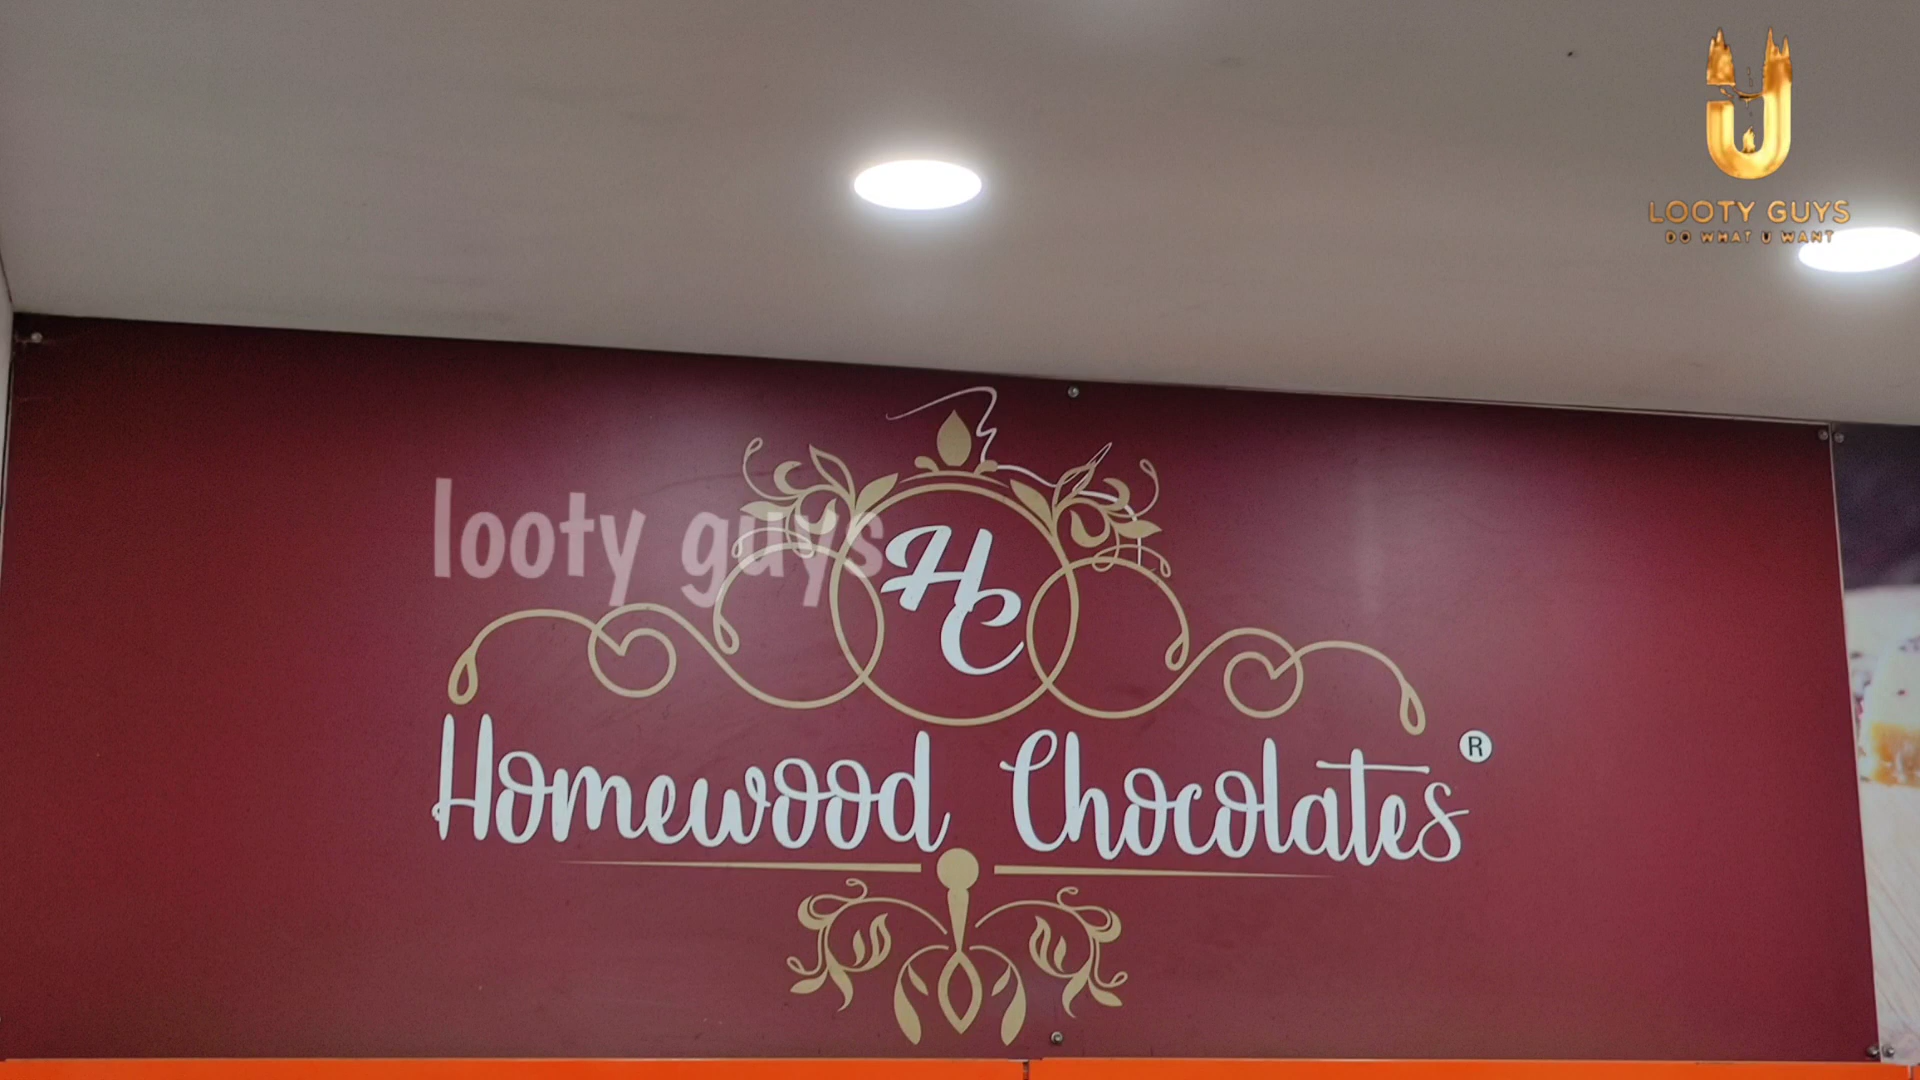 LOOTY GUYS
DO WHAT U WANT
looty guys
HC
Homewood Chocolates ®